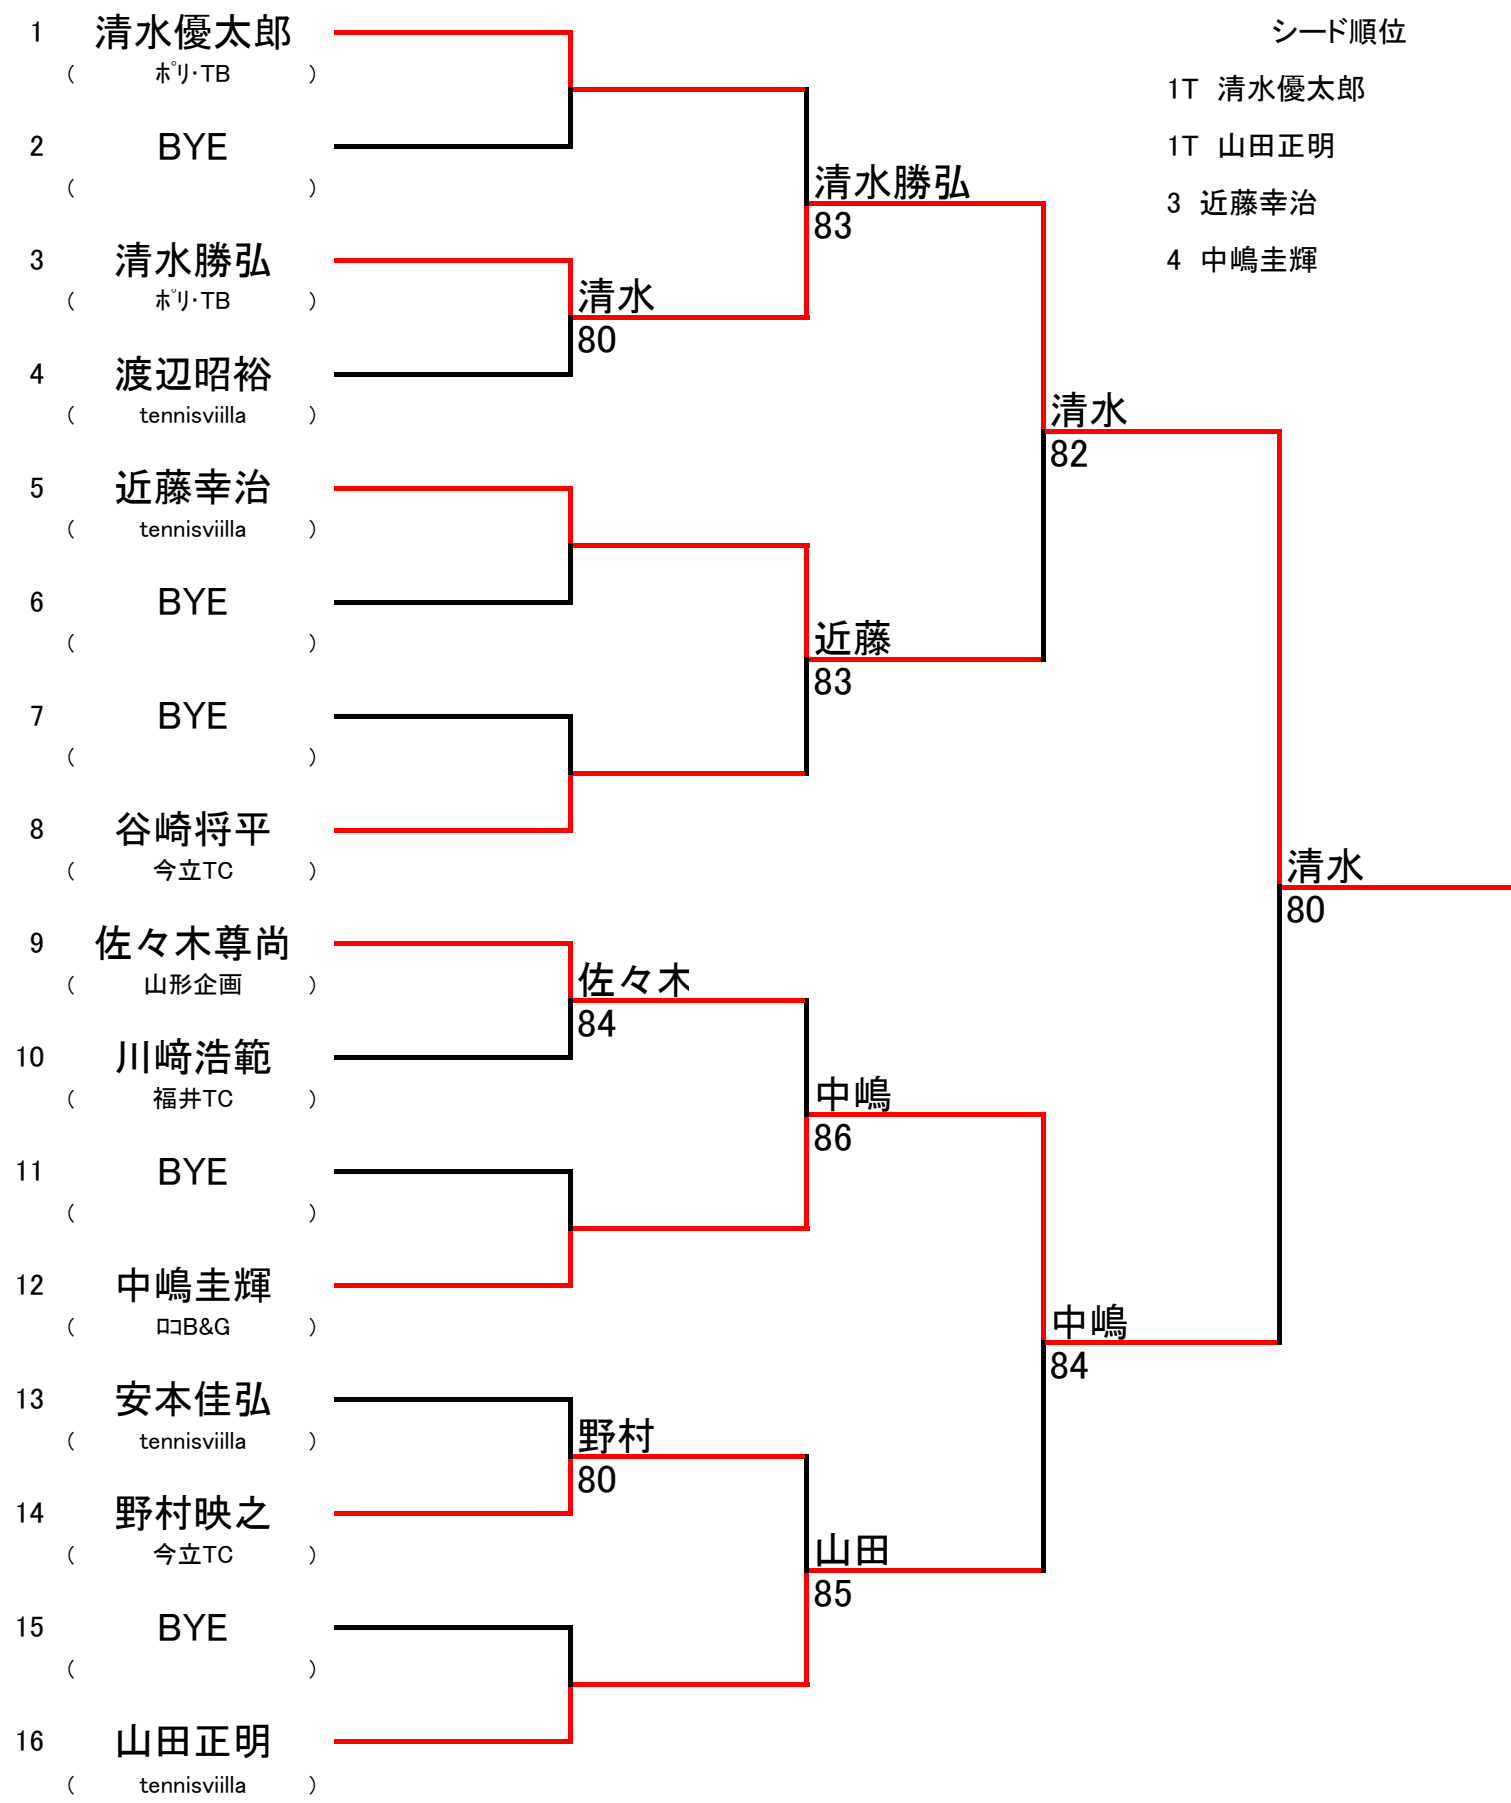 1 清水優太郎
( ﾎﾟﾘ・TB )
2 BYE
( )
3 清水勝弘
( ﾎﾟﾘ・TB )
4 渡辺昭裕
( tennisviilla )
5 近藤幸治
( tennisviilla )
6 BYE
( )
7 BYE
( )
8 谷崎将平
( 今立TC )
9 佐々木尊尚
( 山形企画 )
10 川﨑浩範
( 福井TC )
11 BYE
( )
12 中嶋圭輝
( ﾛｺB&G )
13 安本佳弘
( tennisviilla )
14 野村映之
( 今立TC )
15 BYE
( )
16 山田正明
( tennisviilla )
清水
80
佐々木
84
野村
80
清水勝弘
83
近藤
83
中嶋
86
山田
85
清水
82
中嶋
84
清水
80
シード順位
1T 清水優太郎
1T 山田正明
3 近藤幸治
4 中嶋圭輝